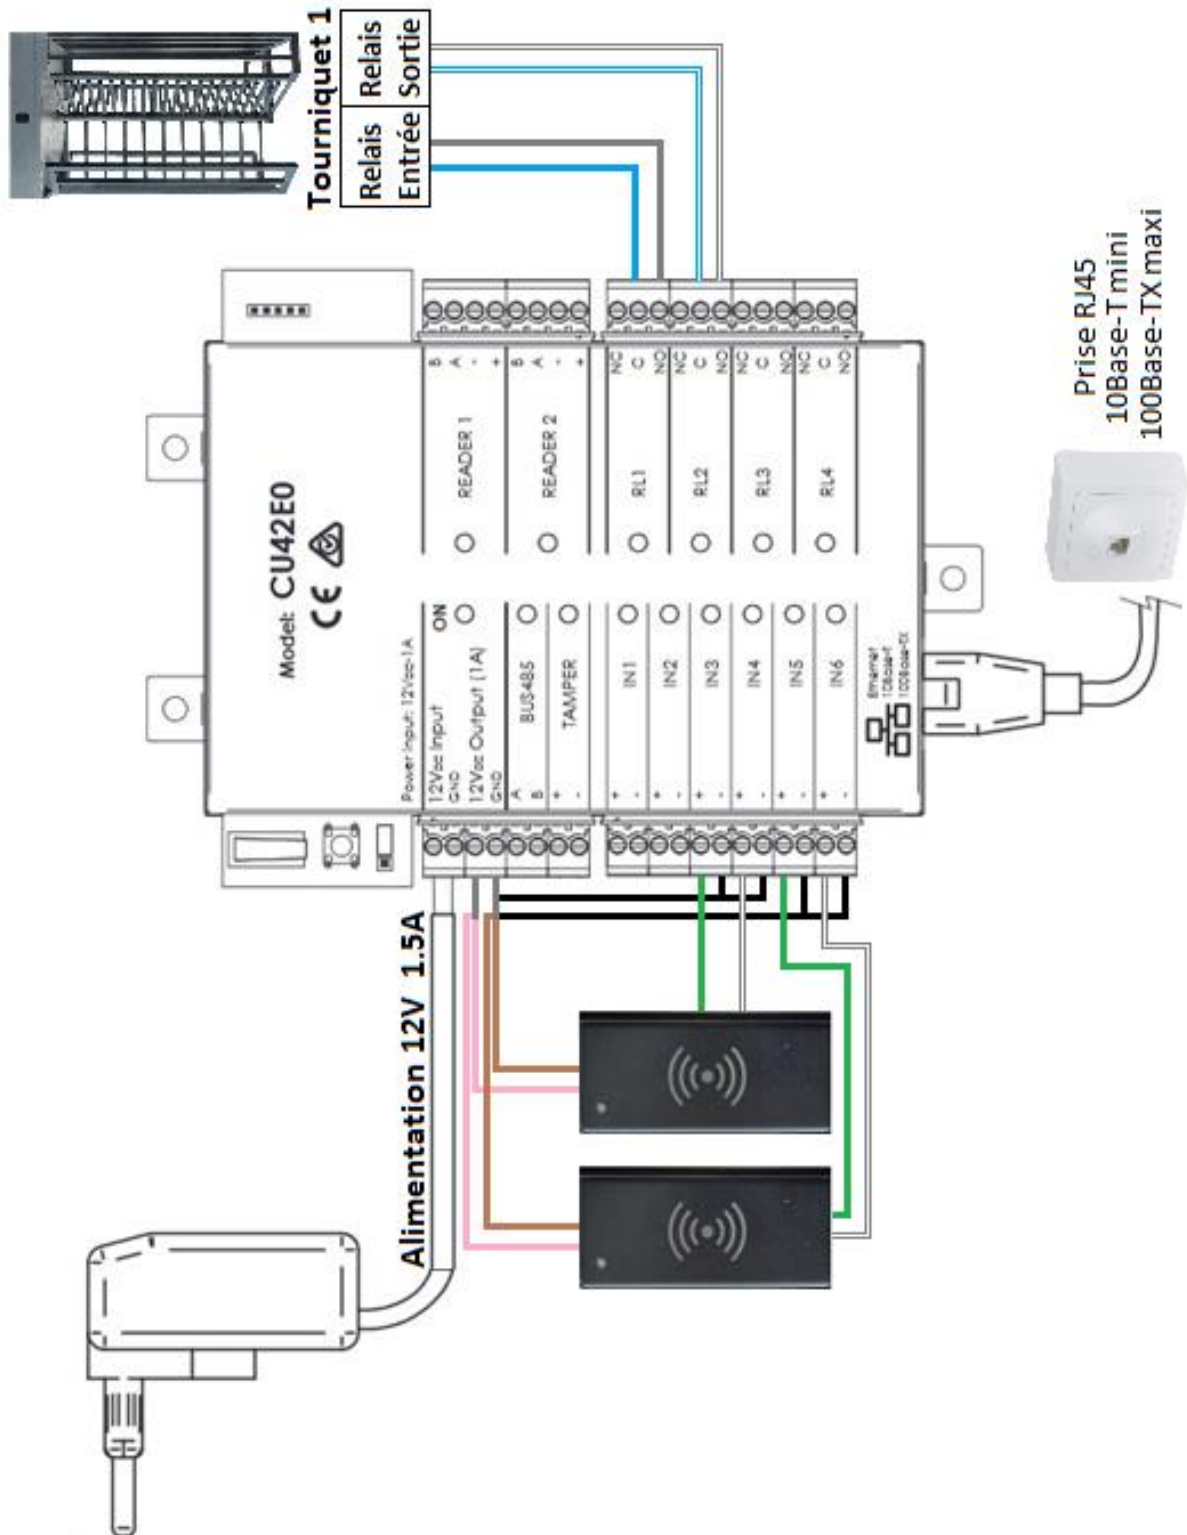 Tourniquet 1
Relais
Entrée
Relais
Sortie
Model: CU42E0
CE
Power Input: 12Vdc-1A
12Vdc Input
GND
ON
12Vdc Output (1A)
GND
A
B
BUS485
+
-
TAMPER
+
-
IN1
+
-
IN2
+
-
IN3
+
-
IN4
+
-
IN5
+
-
IN6
B
A
-
+
READER 1
B
A
-
+
READER 2
NC
C
NO
RL1
NC
C
NO
RL2
NC
C
NO
RL3
NC
C
NO
RL4
Ethernet
10Base-T
100Base-TX
Alimentation 12V 1.5A
Prise RJ45
10Base-T mini
100Base-TX maxi